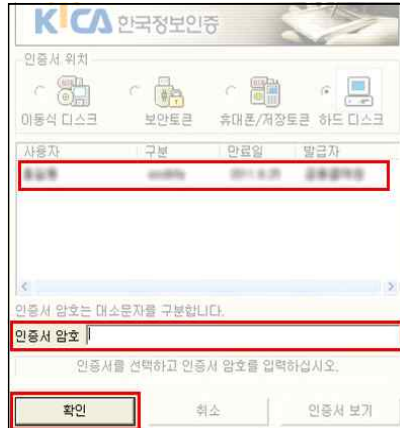 KICA 한국정보인증
인증서 위치
이동식 디스크 보안토큰 휴대폰/저장토큰 하드 디스크
사용자 구분 만료일 발급자
인증서 암호는 대소문자를 구분합니다.
인증서 암호
인증서를 선택하고 인증서 암호를 입력하십시오.
확인 취소 인증서 보기